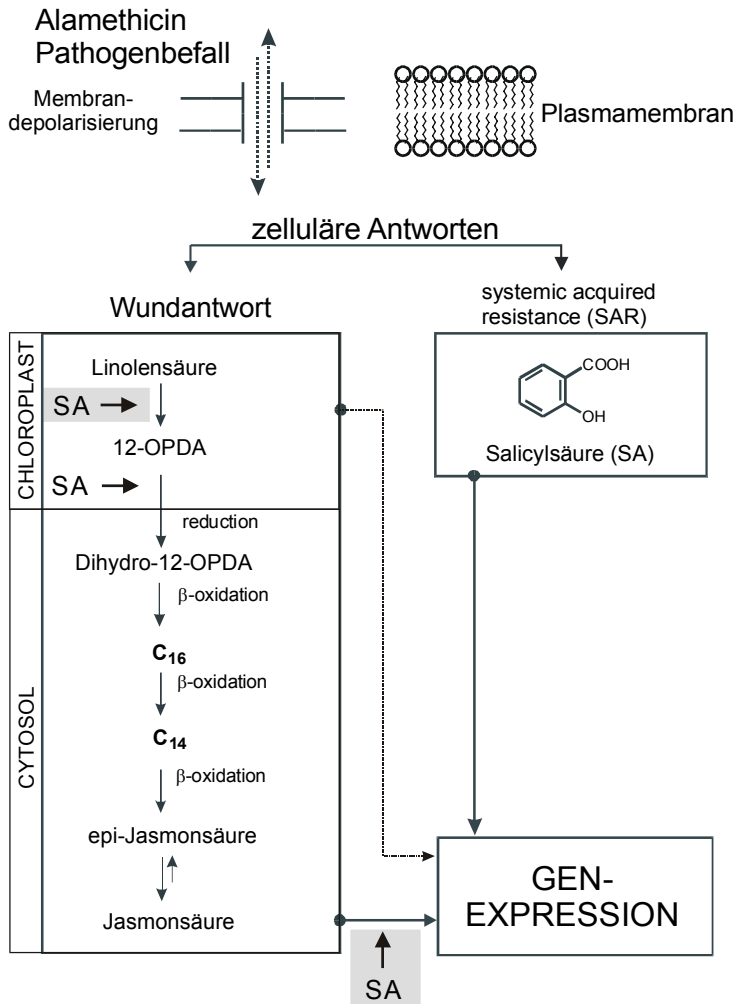 Alamethicin
Pathogenbefall
Membran-
depolarisierung
Plasmamembran
zelluläre Antworten
Wundantwort
systemic acquired
resistance (SAR)
CHLOROPLAST
Linolensäure
SA
12-OPDA
SA
COOH
OH
Salicylsäure (SA)
reduction
CYTOSOL
Dihydro-12-OPDA
β-oxidation
C₁₆
β-oxidation
C₁₄
β-oxidation
epi-Jasmonsäure
Jasmonsäure
GEN-
EXPRESSION
SA